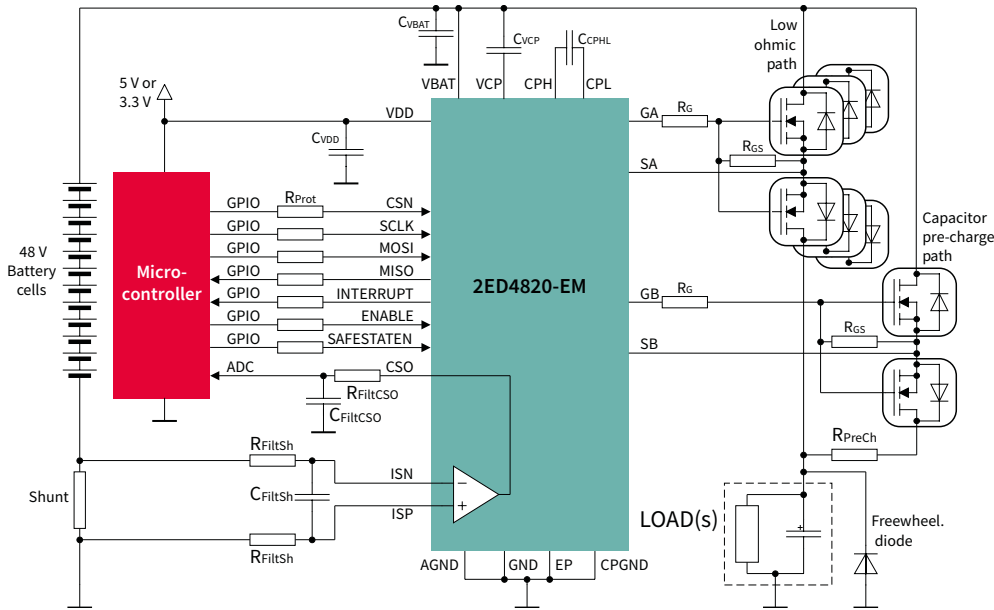 CVBAT
CVCP
CCPHL
Low
ohmic
path
VBAT
VCP
CPH
CPL
5 V or
3.3 V
VDD
GA
RG
CVDD
RGS
SA
GPIO
RProt
CSN
GPIO
SCLK
GPIO
MOSI
GPIO
MISO
GPIO
INTERRUPT
GPIO
ENABLE
GPIO
SAFESTATEN
ADC
CSO
48 V
Battery
cells
Micro-
controller
2ED4820-EM
Capacitor
pre-charge
path
GB
RG
RGS
SB
RFiltCSO
CFiltCSO
RPreCh
RFiltSh
ISN
Shunt
CFiltSh
ISP
RFiltSh
LOAD(s)
+
Freewheel.
diode
−
+
AGND
GND
EP
CPGND